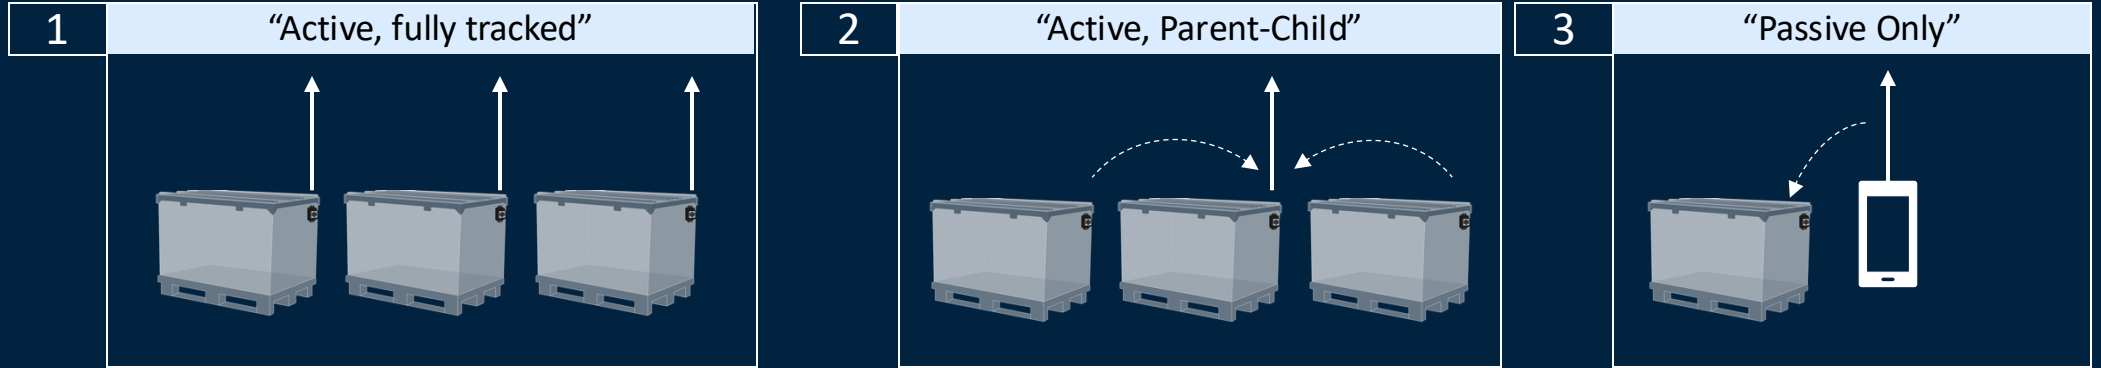 1
“Active, fully tracked”
2
“Active, Parent-Child”
3
“Passive Only”